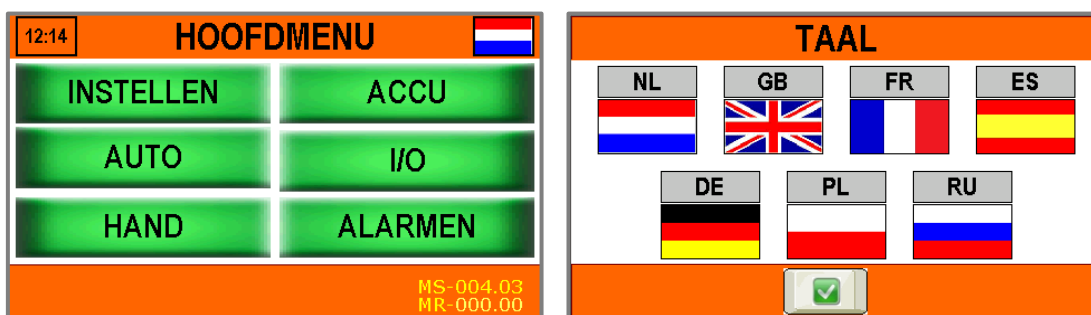 12:14 HOOFDMENU
INSTELLEN ACCU
AUTO I/O
HAND ALARMEN
MS-004.03
MR-000.00
TAAL
NL GB FR ES
DE PL RU